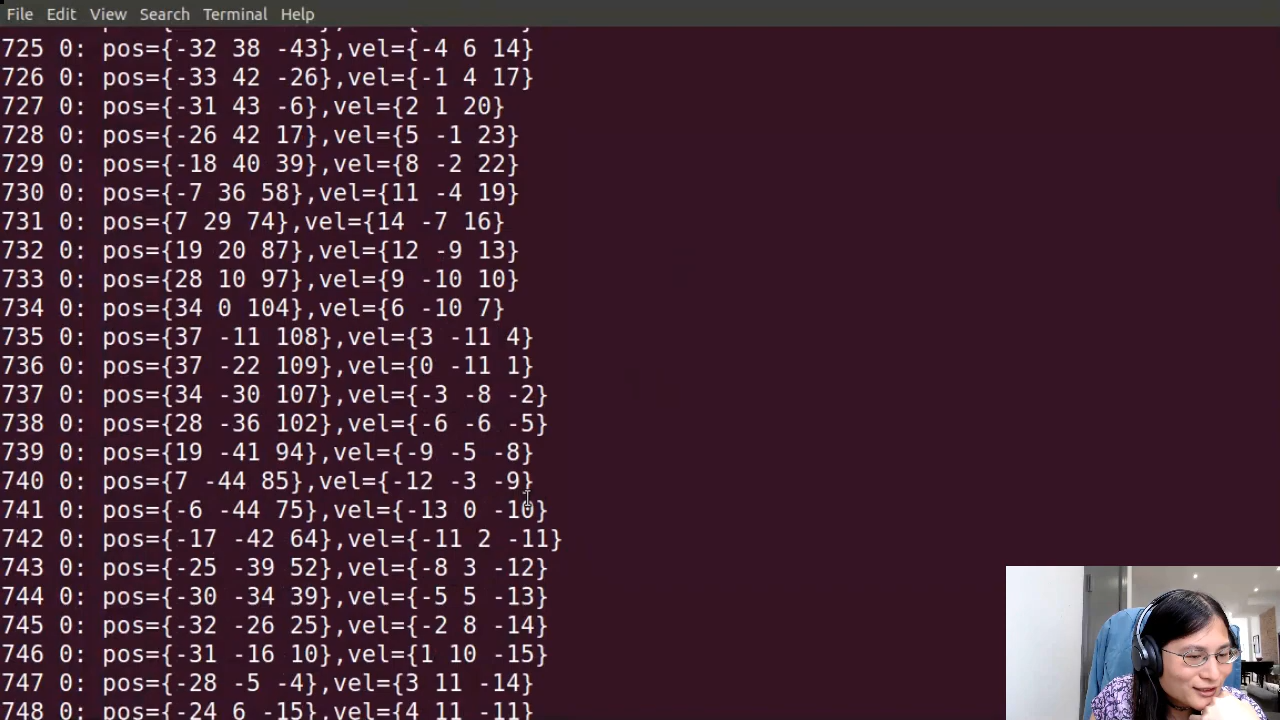 File Edit View Search Terminal Help
725 0: pos={-32 38 -43},vel={-4 6 14}
726 0: pos={-33 42 -26},vel={-1 4 17}
727 0: pos={-31 43 -6},vel={2 1 20}
728 0: pos={-26 42 17},vel={5 -1 23}
729 0: pos={-18 40 39},vel={8 -2 22}
730 0: pos={-7 36 58},vel={11 -4 19}
731 0: pos={7 29 74},vel={14 -7 16}
732 0: pos={19 20 87},vel={12 -9 13}
733 0: pos={28 10 97},vel={9 -10 10}
734 0: pos={34 0 104},vel={6 -10 7}
735 0: pos={37 -11 108},vel={3 -11 4}
736 0: pos={37 -22 109},vel={0 -11 1}
737 0: pos={34 -30 107},vel={-3 -8 -2}
738 0: pos={28 -36 102},vel={-6 -6 -5}
739 0: pos={19 -41 94},vel={-9 -5 -8}
740 0: pos={7 -44 85},vel={-12 -3 -9}
741 0: pos={-6 -44 75},vel={-13 0 -10}
742 0: pos={-17 -42 64},vel={-11 2 -11}
743 0: pos={-25 -39 52},vel={-8 3 -12}
744 0: pos={-30 -34 39},vel={-5 5 -13}
745 0: pos={-32 -26 25},vel={-2 8 -14}
746 0: pos={-31 -16 10},vel={1 10 -15}
747 0: pos={-28 -5 -4},vel={3 11 -14}
748 0: pos={-24 6 -15},vel={4 11 -11}